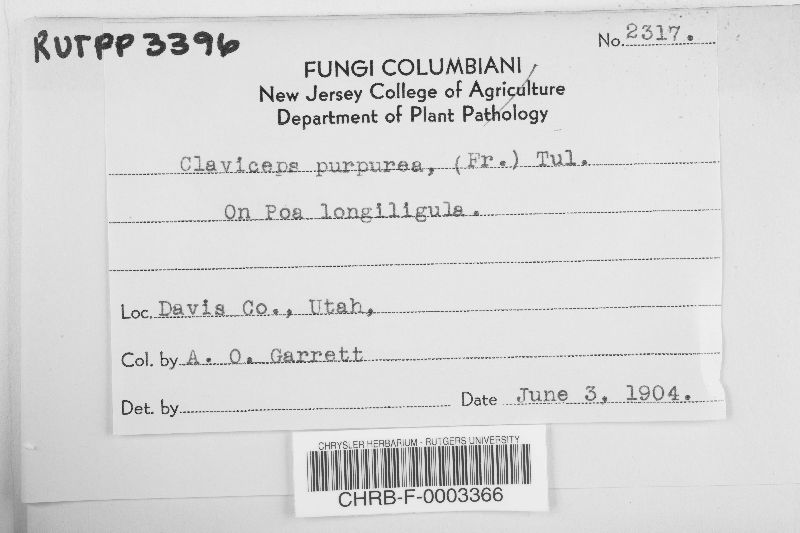 RUTPP 3396
No. 2317.
FUNGI COLUMBIANI
New Jersey College of Agriculture
Department of Plant Pathology
Claviceps purpurea, (Fr.) Tul.
On Poa longiligula.
Loc. Davis Co., Utah,
Col. by A. O. Garrett
Det. by
Date June 3, 1904.
CHRYSLER HERBARIUM - RUTGERS UNIVERSITY
CHRB-F-0003366